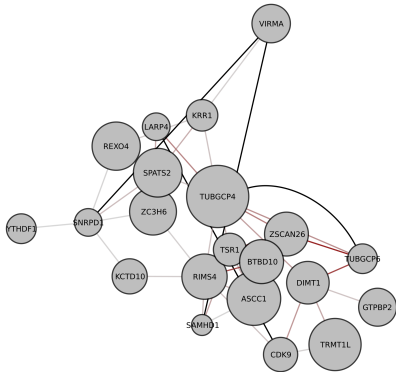 VIRMA
KRR1
LARP4
REXO4
SPATS2
TUBGCP4
ZC3H6
SNRPD1
YTHDF1
ZSCAN26
TSR1
BTBD10
TUBGCP6
KCTD10
RIMS4
DIMT1
ASCC1
GTPBP2
SAMHD1
TRMT1L
CDK9